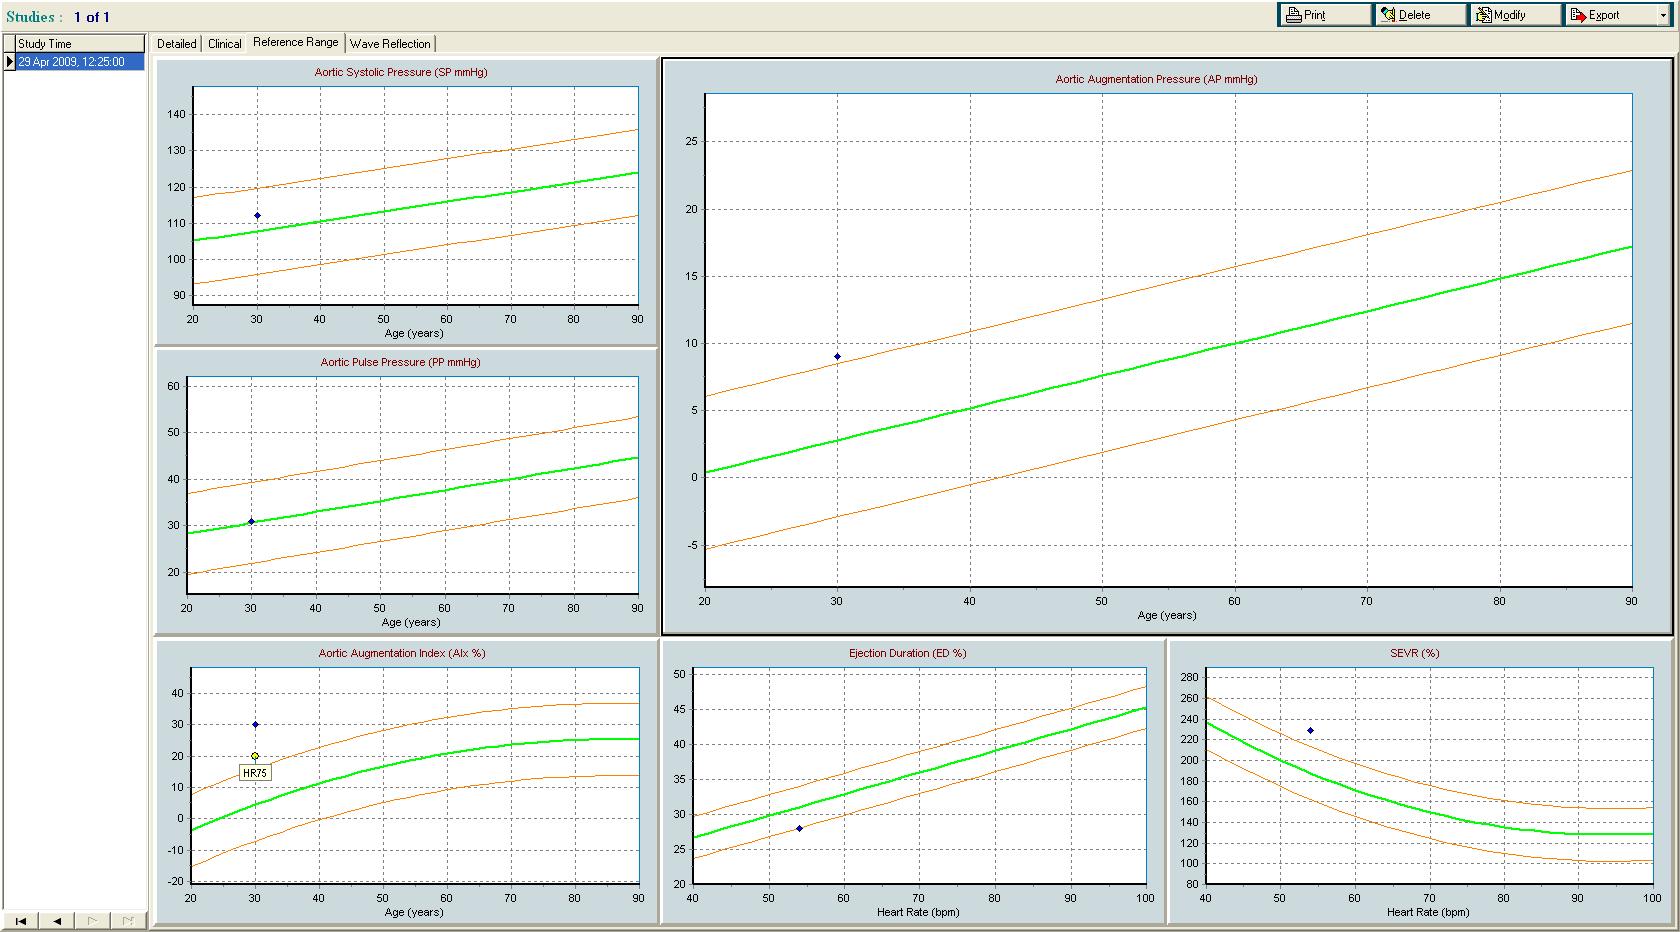 Studies : 1 of 1
Print Delete Modify Export
Study Time
29 Apr 2009, 12:25:00
Detailed Clinical Reference Range Wave Reflection
Aortic Systolic Pressure (SP mmHg)
140
130
120
110
100
90
20 30 40 50 60 70 80 90
Age (years)
Aortic Pulse Pressure (PP mmHg)
60
50
40
30
20
20 30 40 50 60 70 80 90
Age (years)
Aortic Augmentation Pressure (AP mmHg)
25
20
15
10
5
0
-5
20 30 40 50 60 70 80 90
Age (years)
Aortic Augmentation Index (AIx %)
40
30
20
HR75
10
0
-10
-20
20 30 40 50 60 70 80 90
Age (years)
Ejection Duration (ED %)
50
45
40
35
30
25
20
40 50 60 70 80 90 100
Heart Rate (bpm)
SEVR (%)
280
260
240
220
200
180
160
140
120
100
80
40 50 60 70 80 90 100
Heart Rate (bpm)